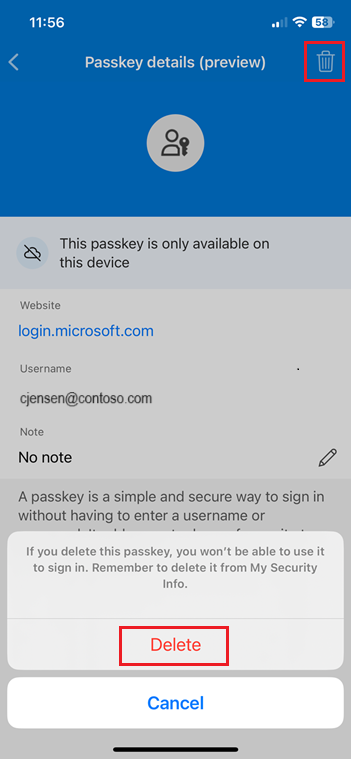 11:56
58
Passkey details (preview)
This passkey is only available on
this device
Website
login.microsoft.com
Username
cjensen@contoso.com
Note
No note
A passkey is a simple and secure way to sign in
without having to enter a username or
If you delete this passkey, you won't be able to use it
to sign in. Remember to delete it from My Security
Info.
Delete
Cancel